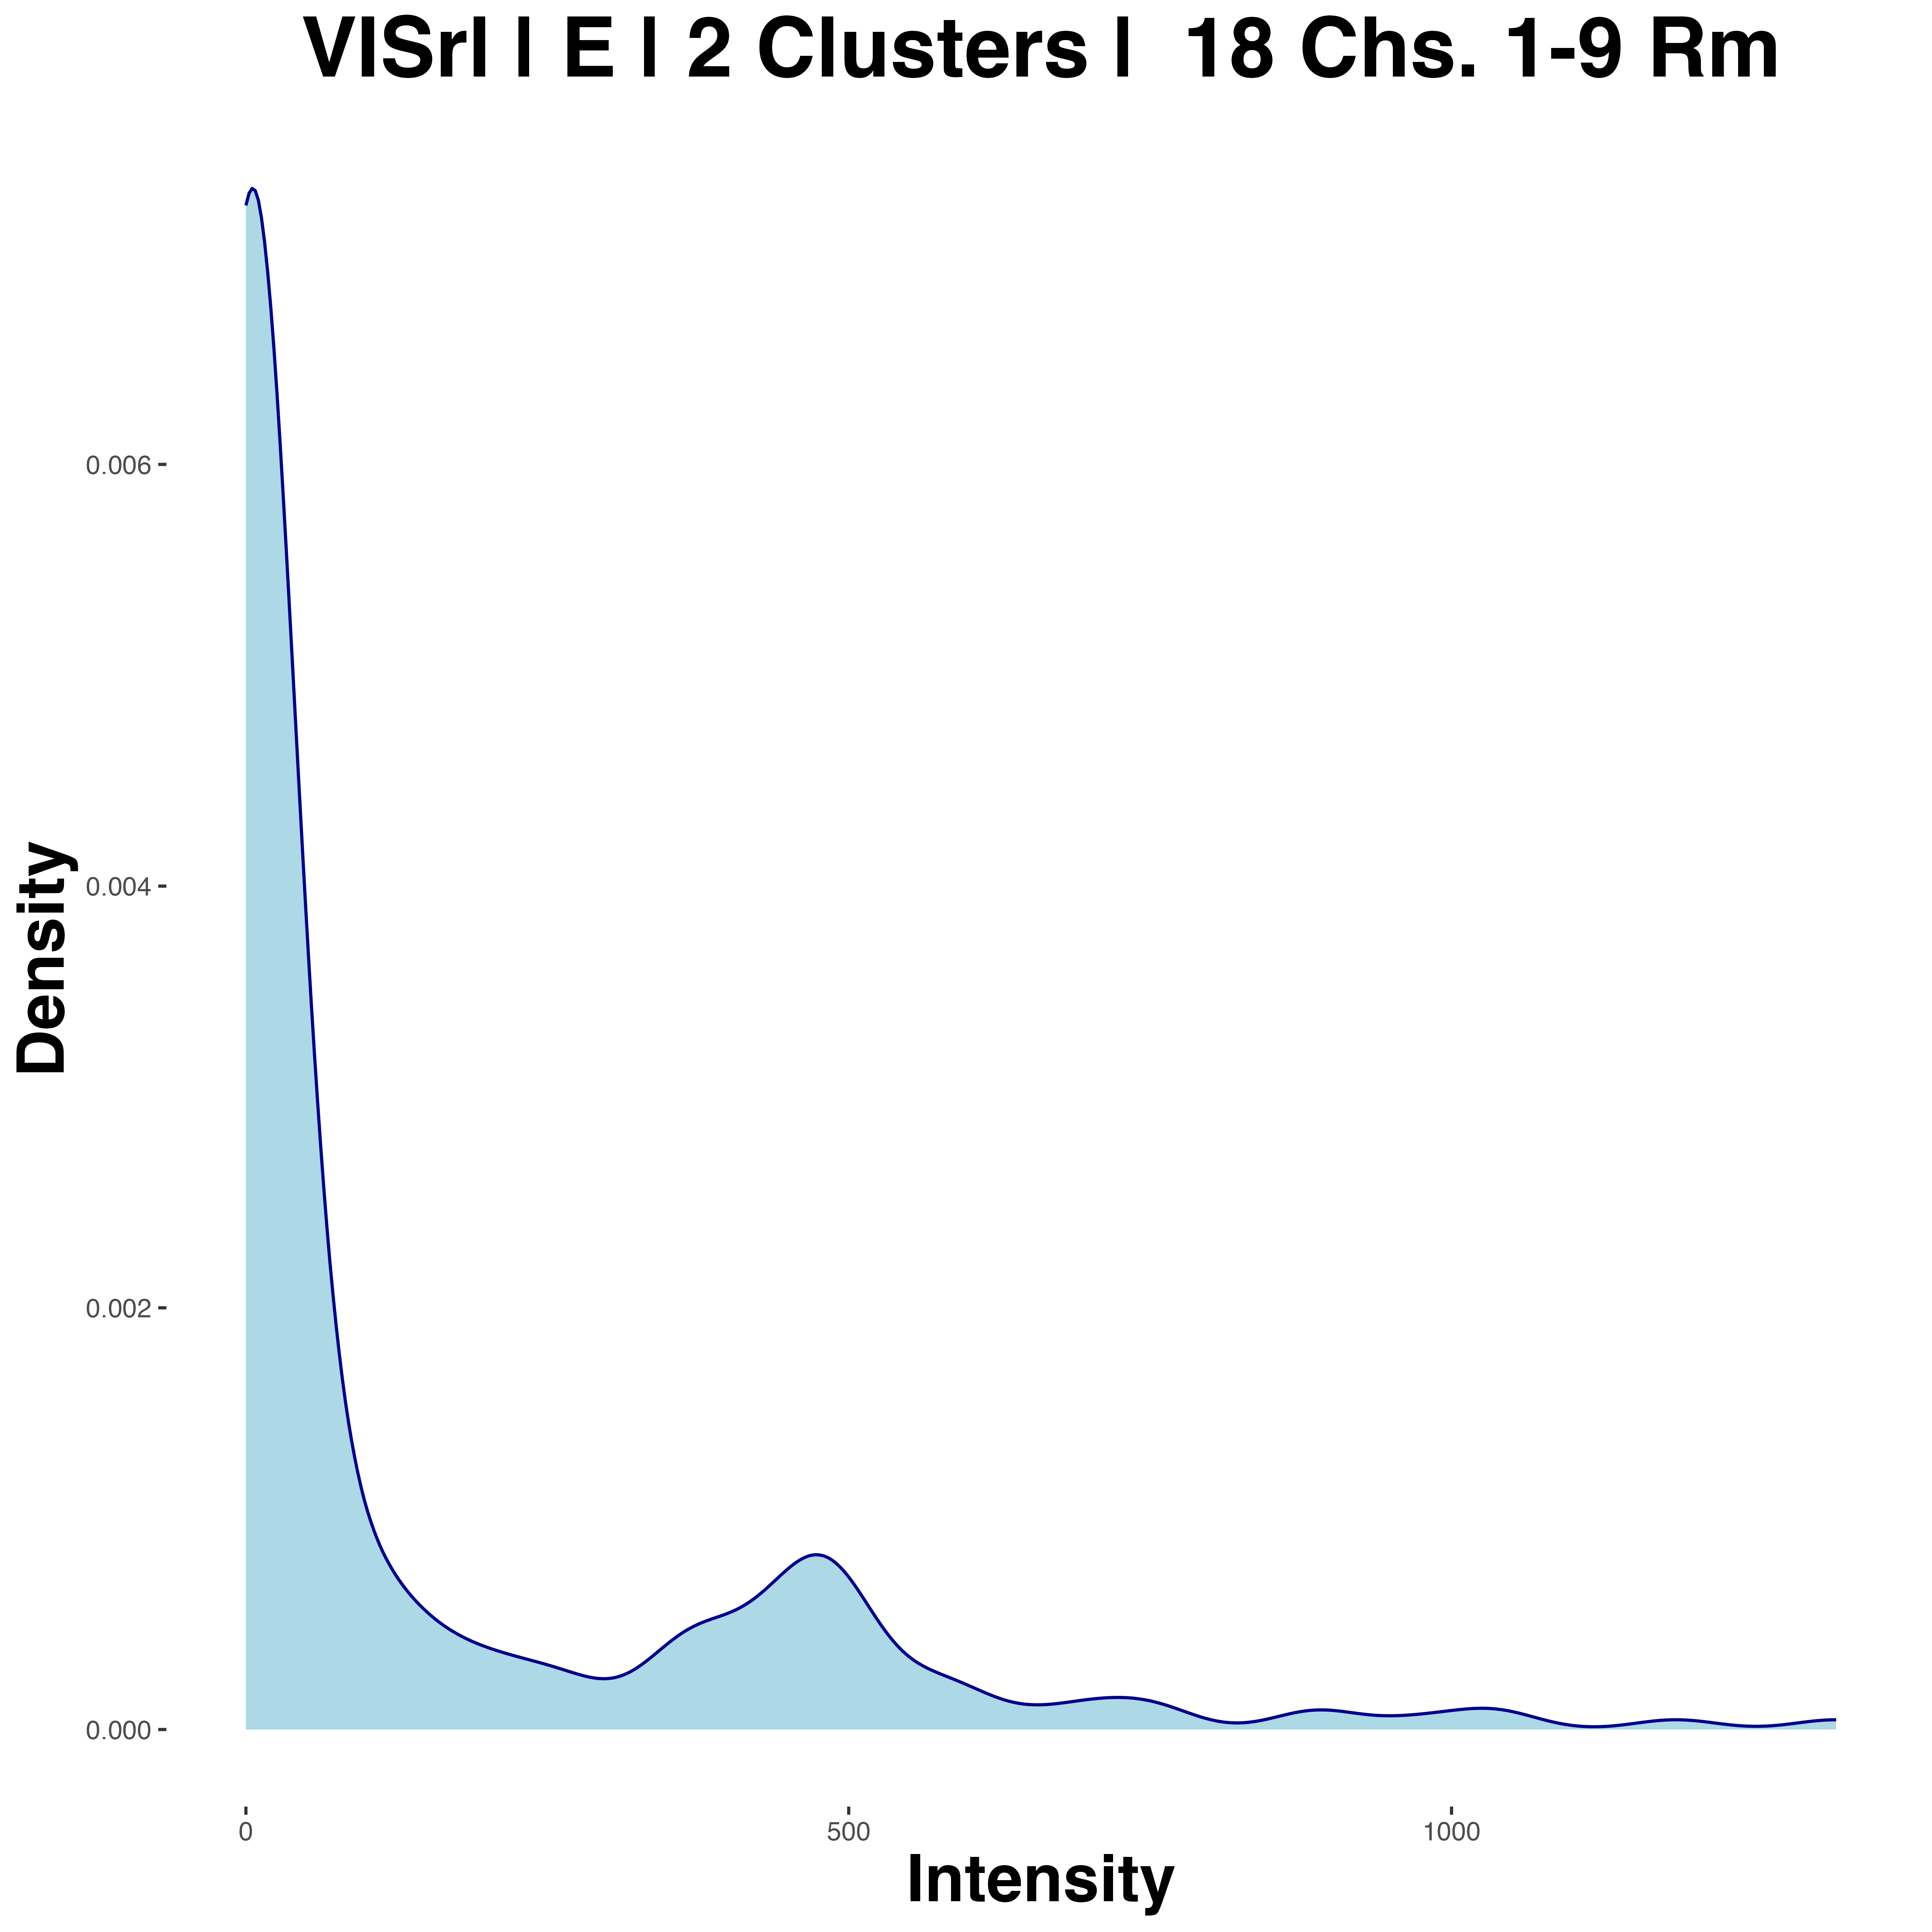 VISrl | E | 2 Clusters |  18 Chs. 1-9 Rm
Density
0.006
0.004
0.002
0.000
0
500
1000
Intensity